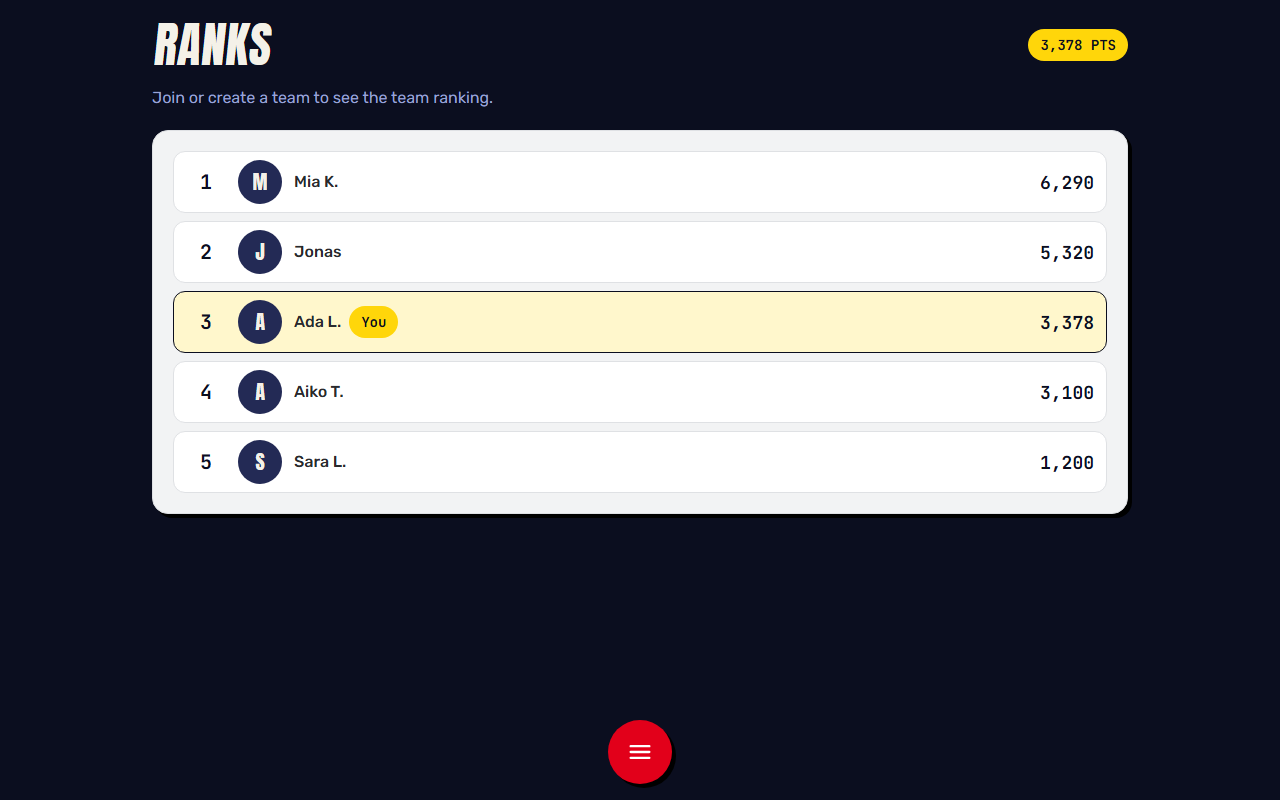 RANKS
3,378 PTS
Join or create a team to see the team ranking.
1 M Mia K. 6,290
2 J Jonas 5,320
3 A Ada L. You 3,378
4 A Aiko T. 3,100
5 S Sara L. 1,200